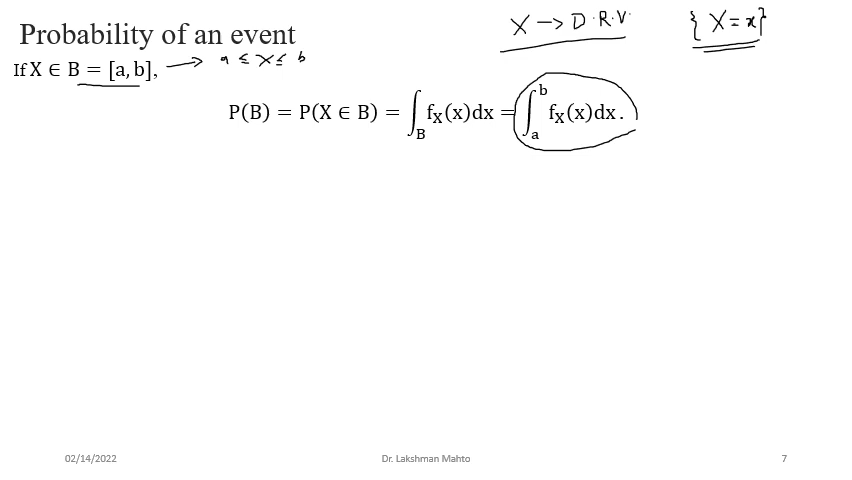 Probability of an event
X → D.R.V.
{X = x}
If X ∈ B = [a, b], → a ≤ X ≤ b
P(B) = P(X ∈ B) = ∫_B f_X(x)dx = ∫_a^b f_X(x)dx.
02/14/2022
Dr. Lakshman Mahto
7